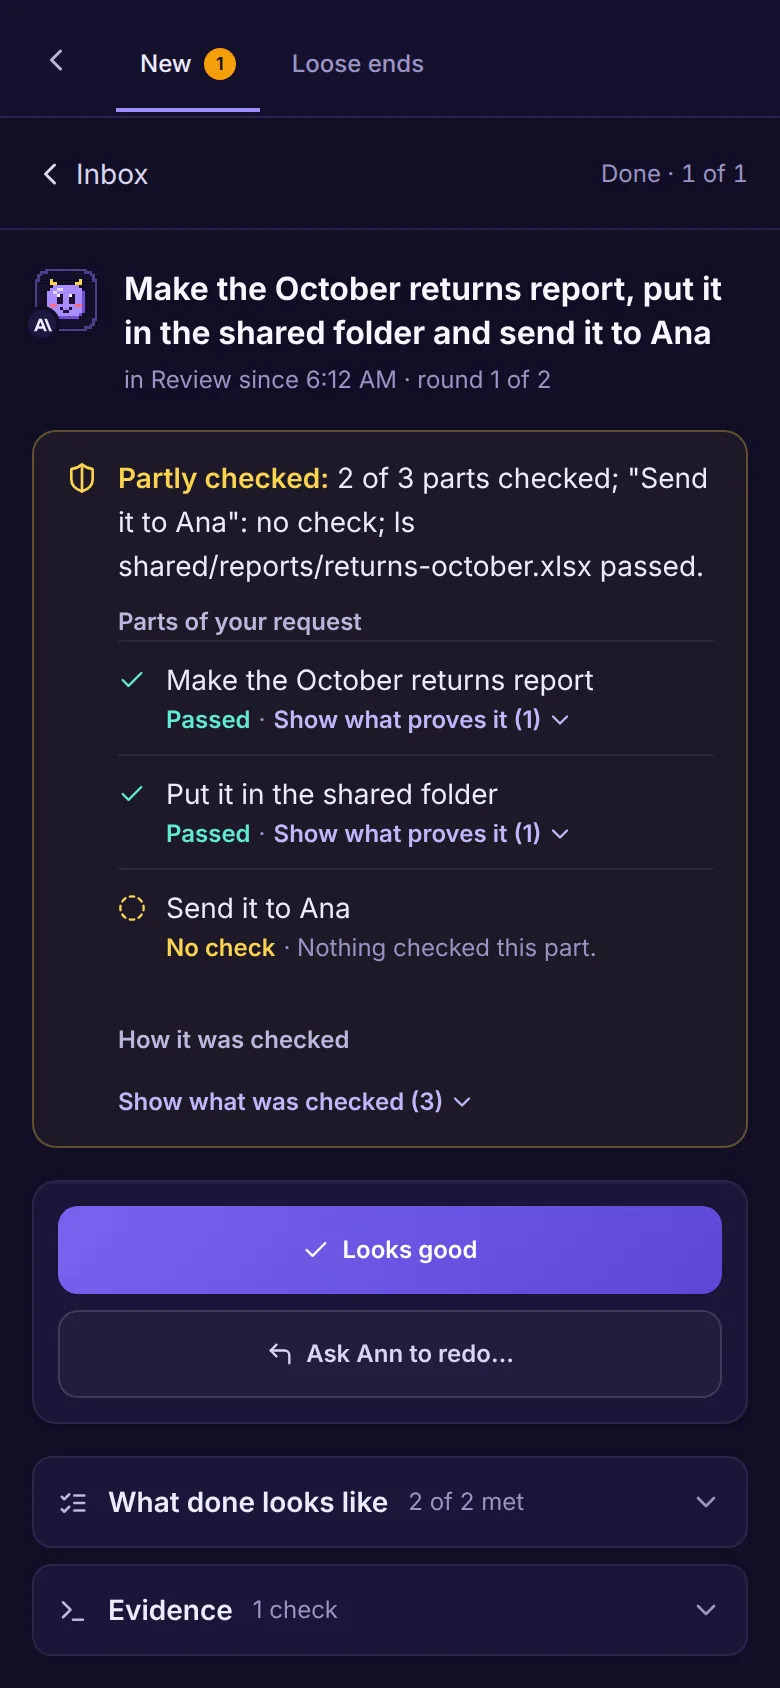 New 1 Loose ends
Inbox Done · 1 of 1
Make the October returns report, put it
in the shared folder and send it to Ana
in Review since 6:12 AM · round 1 of 2
Partly checked: 2 of 3 parts checked; "Send
it to Ana": no check; ls
shared/reports/returns-october.xlsx passed.
Parts of your request
Make the October returns report
Passed · Show what proves it (1)
Put it in the shared folder
Passed · Show what proves it (1)
Send it to Ana
No check · Nothing checked this part.
How it was checked
Show what was checked (3)
Looks good
Ask Ann to redo...
What done looks like 2 of 2 met
Evidence 1 check